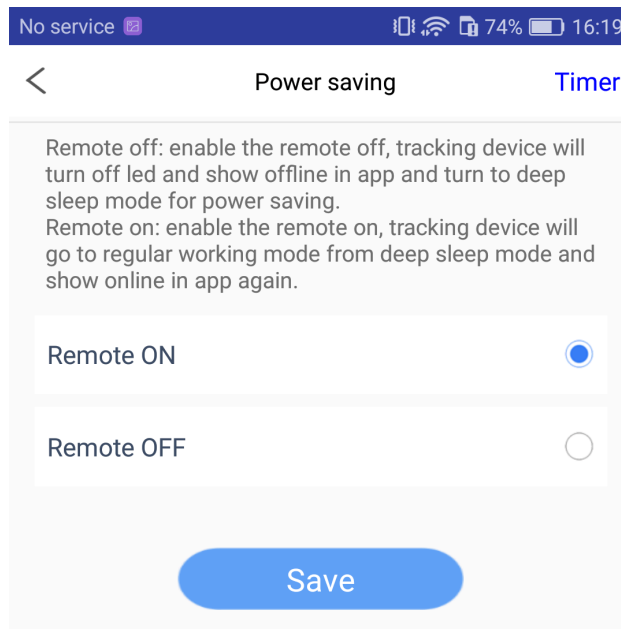 No service 74% 16:19
Power saving Timer
Remote off: enable the remote off, tracking device will
turn off led and show offline in app and turn to deep
sleep mode for power saving.
Remote on: enable the remote on, tracking device will
go to regular working mode from deep sleep mode and
show online in app again.
Remote ON
Remote OFF
Save